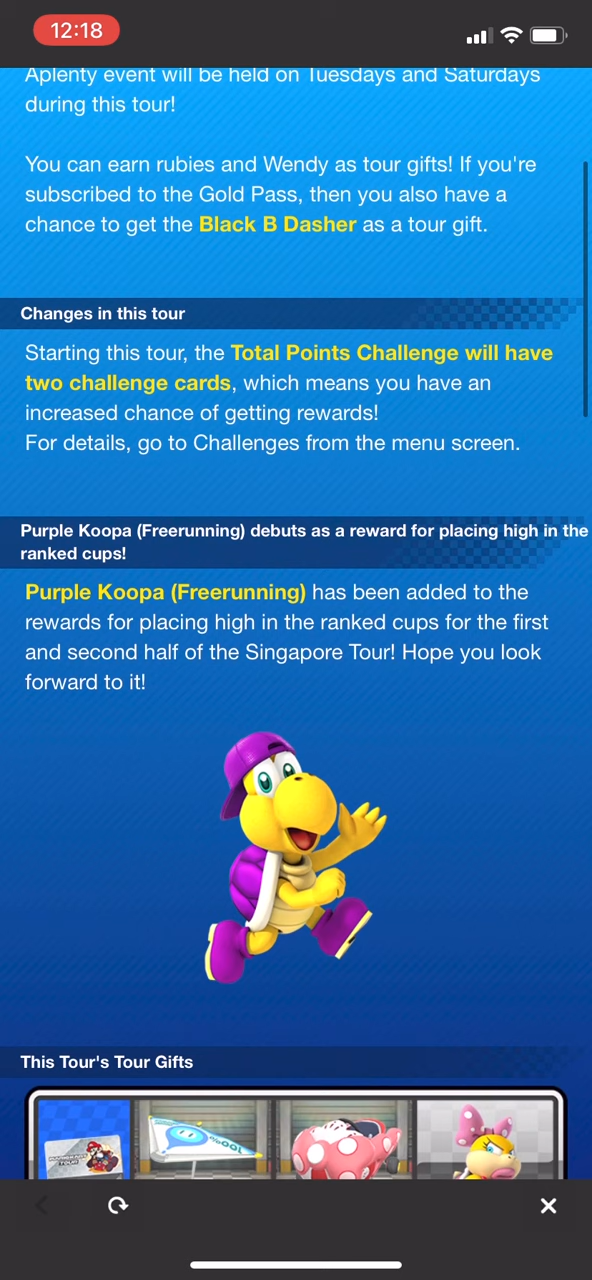 12:18
Aplenty event will be held on Tuesdays and Saturdays
during this tour!
You can earn rubies and Wendy as tour gifts! If you're
subscribed to the Gold Pass, then you also have a
chance to get the Black B Dasher as a tour gift.
Changes in this tour
Starting this tour, the Total Points Challenge will have
two challenge cards, which means you have an
increased chance of getting rewards!
For details, go to Challenges from the menu screen.
Purple Koopa (Freerunning) debuts as a reward for placing high in the
ranked cups!
Purple Koopa (Freerunning) has been added to the
rewards for placing high in the ranked cups for the first
and second half of the Singapore Tour! Hope you look
forward to it!
This Tour's Tour Gifts